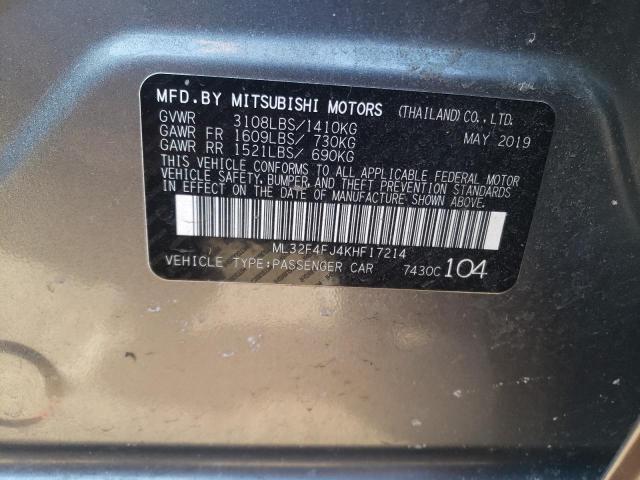 MFD.BY MITSUBISHI MOTORS (THAILAND)CO.,LTD.
GVWR 3108LBS/1410KG MAY 2019
GAWR FR 1609LBS/ 730KG
GAWR RR 1521LBS/ 690KG
THIS VEHICLE CONFORMS TO ALL APPLICABLE FEDERAL MOTOR
VEHICLE SAFETY,BUMPER,AND THEFT PREVENTION STANDARDS
IN EFFECT ON THE DATE OF MANUFACTURE SHOWN ABOVE.
ML32F4FJ4KHF17214
VEHICLE TYPE:PASSENGER CAR 7430C 104